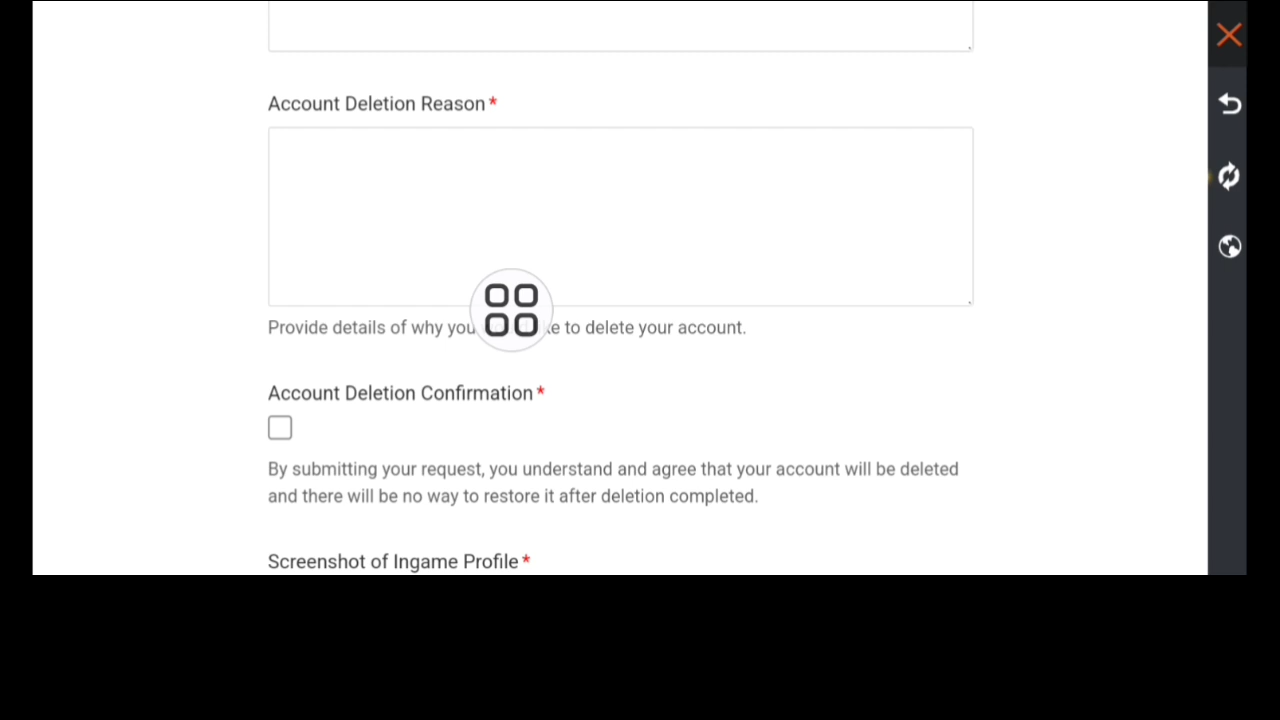 Account Deletion Reason*
Provide details of why you to delete your account.
Account Deletion Confirmation*
By submitting your request, you understand and agree that your account will be deleted
and there will be no way to restore it after deletion completed.
Screenshot of Ingame Profile*